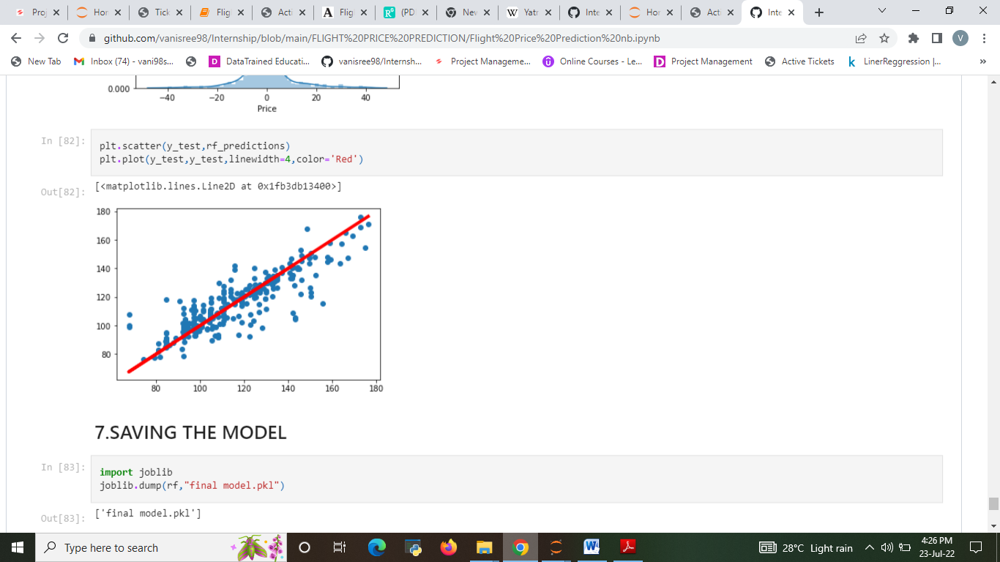 Proj
Hor
Tick
Fligh
Acti
Fligh
(PD
Nev
Yatr
Inte
Hor
Acti
Inte
github.com/vanisree98/Internship/blob/main/FLIGHT%20PRICE%20PREDICTION/Flight%20Price%20Prediction%20nb.ipynb
V
New Tab
Inbox (74) - vani98s...
DataTrained Educati...
vanisree98/Internsh...
Project Manageme...
Online Courses - Le...
Project Management
Active Tickets
LinerReggression |...
»
0.000
−40 −20 0 20 40
Price
In [82]:
plt.scatter(y_test,rf_predictions)
plt.plot(y_test,y_test,linewidth=4,color='Red')
Out[82]:
[<matplotlib.lines.Line2D at 0x1fb3db13400>]
180
160
140
120
100
80
80 100 120 140 160 180
7.SAVING THE MODEL
In [83]:
import joblib
joblib.dump(rf,"final model.pkl")
Out[83]:
['final model.pkl']
Type here to search
28°C Light rain
4:26 PM
23-Jul-22